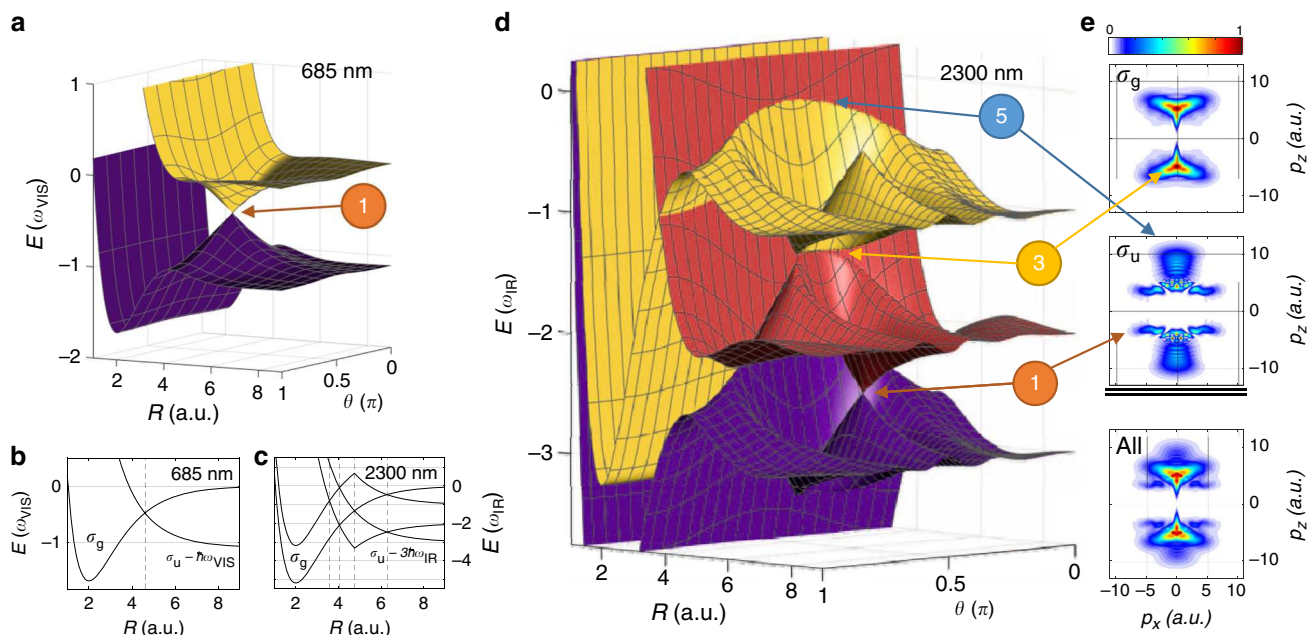 a
685 nm
1
0
−1
−2
E (ωVIS)
2
4
6
8
1
0.5
0
R (a.u.)
θ (π)
1
b
685 nm
0
−1
E (ωVIS)
σg
σu − ħωVIS
2
4
6
8
R (a.u.)
c
2300 nm
0
−2
−4
E (ωIR)
σg
σu − 3ħωIR
2
4
6
8
R (a.u.)
d
2300 nm
0
−1
−2
−3
E (ωIR)
2
4
6
8
1
0.5
0
R (a.u.)
θ (π)
5
3
1
e
0
1
σg
10
0
−10
pz (a.u.)
σu
10
0
−10
pz (a.u.)
All
10
0
−10
pz (a.u.)
−10
−5
0
5
10
px (a.u.)